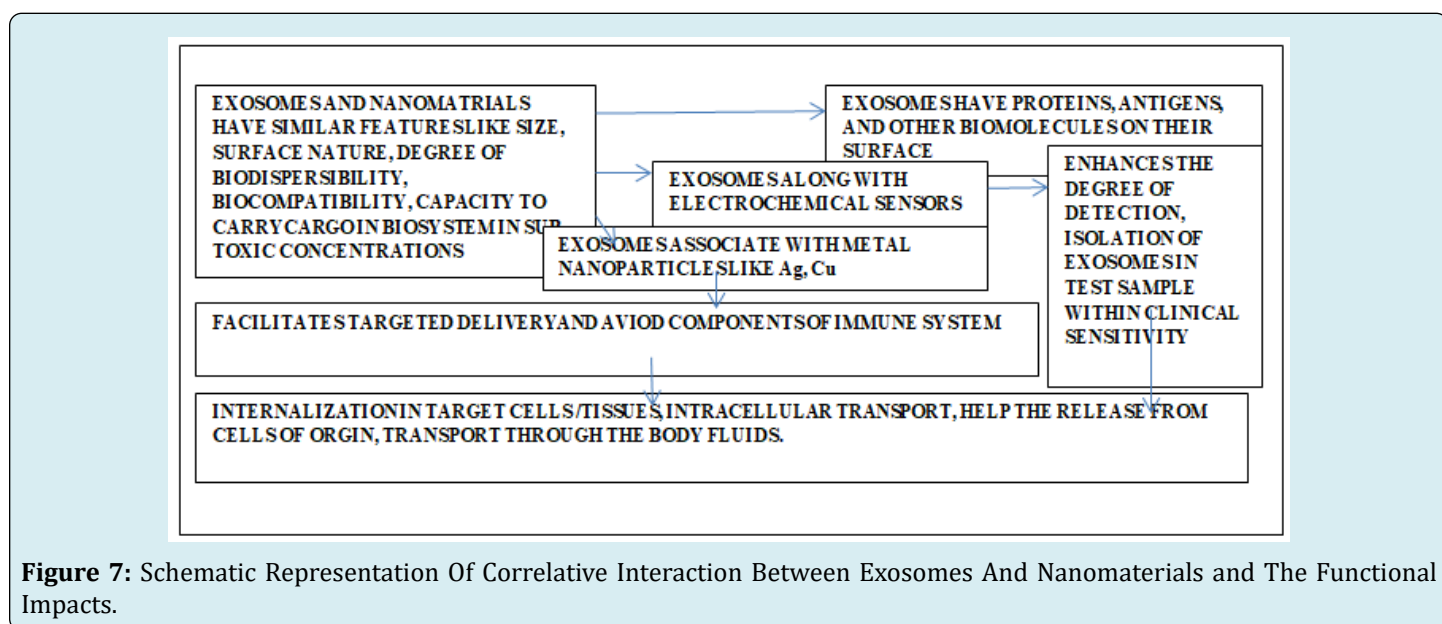 EXOSOMES AND NANOMATRIALS
HAVE SIMILAR FEATURES LIKE SIZE,
SURFACE NATURE, DEGREE OF
BIODISPERSIBILITY,
BIOCOMPATIBILITY, CAPACITY TO
CARRY CARGO IN BIOSYSTEM IN SUB
TOXIC CONCENTRATIONS
EXOSOMES HAVE PROTEINS, ANTIGENS,
AND OTHER BIOMOLECULES ON THEIR
SURFACE
EXOSOMES ALONG WITH
ELECTROCHEMICAL SENSORS
ENHANCES THE
DEGREE OF
DETECTION,
ISOLATION OF
EXOSOMES IN
TEST SAMPLE
WITHIN CLINICAL
SENSITIVITY
EXOSOMES ASSOCIATE WITH METAL
NANOPARTICLES LIKE Ag, Cu
FACILITATES TARGETED DELIVERY AND AVIOD COMPONENTS OF IMMUNE SYSTEM
INTERNALIZATION IN TARGET CELLS/TISSUES, INTRACELLULAR TRANSPORT, HELP THE RELEASE FROM
CELLS OF ORGIN, TRANSPORT THROUGH THE BODY FLUIDS.
Figure 7: Schematic Representation Of Correlative Interaction Between Exosomes And Nanomaterials and The Functional
Impacts.